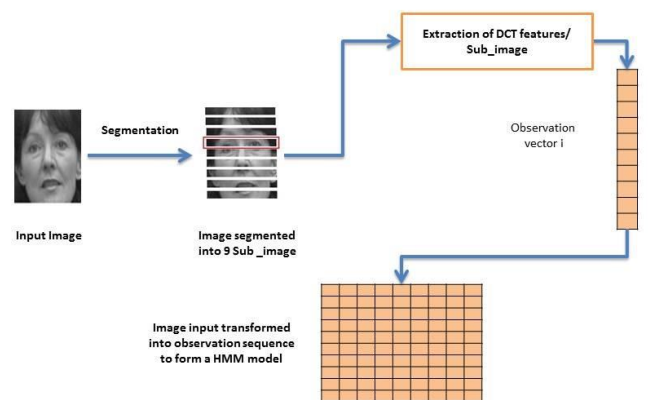 Extraction of DCT features/
Sub_image
Segmentation
Observation
vector i
Input Image
Image segmented
into 9 Sub _image
Image input transformed
into observation sequence
to form a HMM model